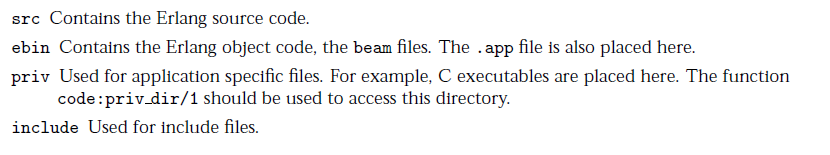 src Contains the Erlang source code.
ebin Contains the Erlang object code, the beam files. The .app file is also placed here.
priv Used for application specific files. For example, C executables are placed here. The function
code:priv_dir/1 should be used to access this directory.
include Used for include files.